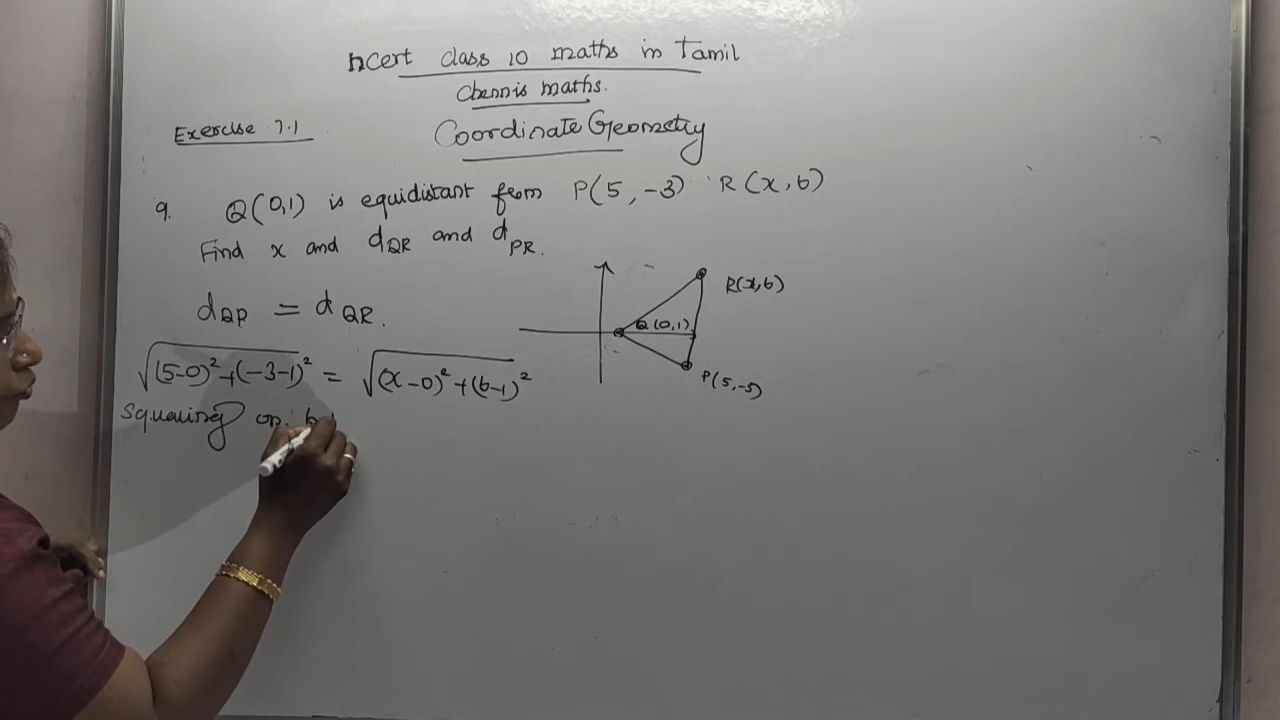 ncert class 10 maths in Tamil
Chennis maths.
Exercise 7.1
Coordinate Geometry
9. Q(0,1) is equidistant from P(5,-3) R(x,6)
Find x and dQR and dPR.
dQP = dQR.
√(5-0)²+(-3-1)² = √(x-0)²+(6-1)²
Squaring on
R(x,6)
Q(0,1)
P(5,-5)